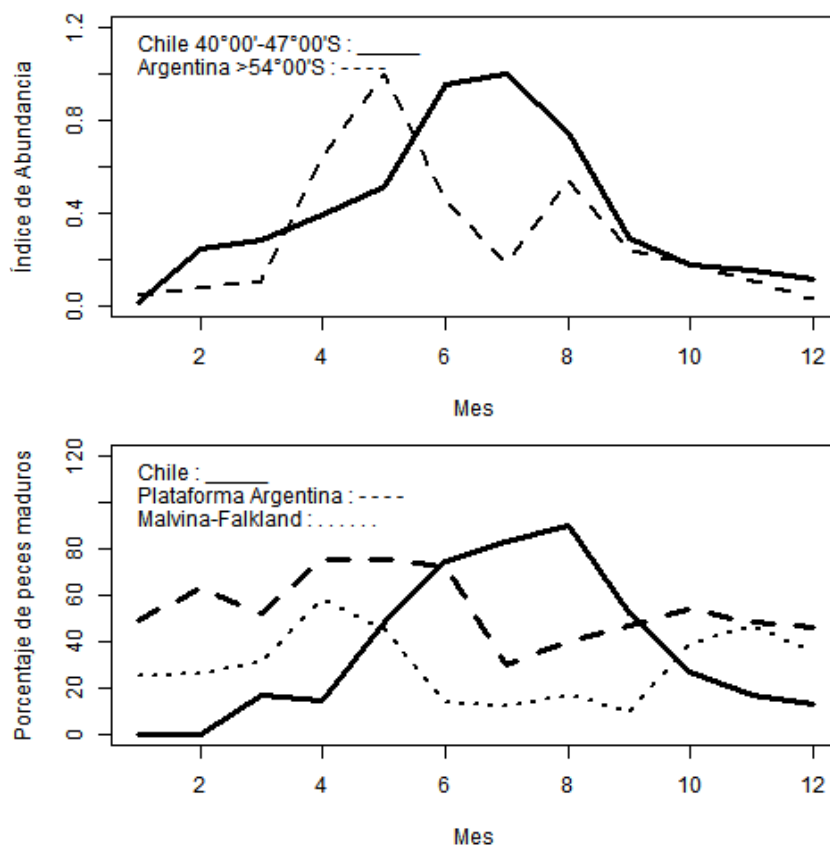 Chile 40°00'-47°00'S : ______
Argentina >54°00'S : - - - -
Índice de Abundancia
0.0 0.4 0.8 1.2
2 4 6 8 10 12
Mes
Chile : ______
Plataforma Argentina : - - - -
Malvina-Falkland : . . . . . .
Porcentaje de peces maduros
0 20 40 60 80 120
2 4 6 8 10 12
Mes